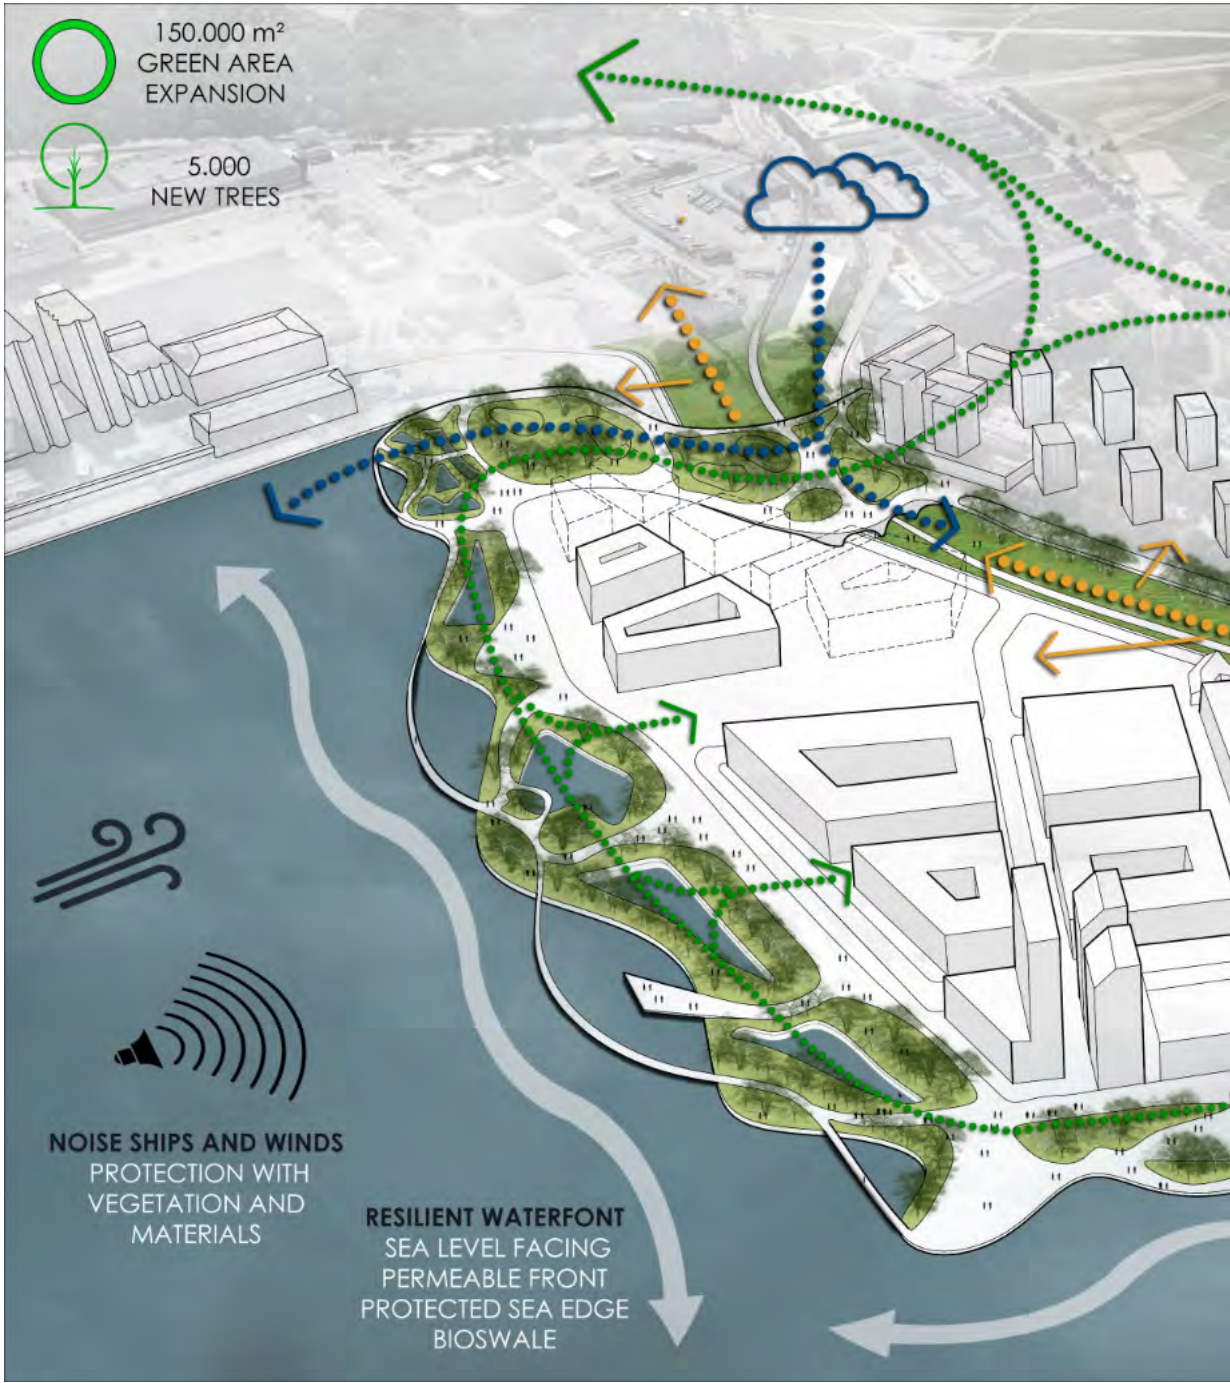 150.000 m²
GREEN AREA
EXPANSION
5.000
NEW TREES
NOISE SHIPS AND WINDS
PROTECTION WITH
VEGETATION AND
MATERIALS
RESILIENT WATERFONT
SEA LEVEL FACING
PERMEABLE FRONT
PROTECTED SEA EDGE
BIOSWALE